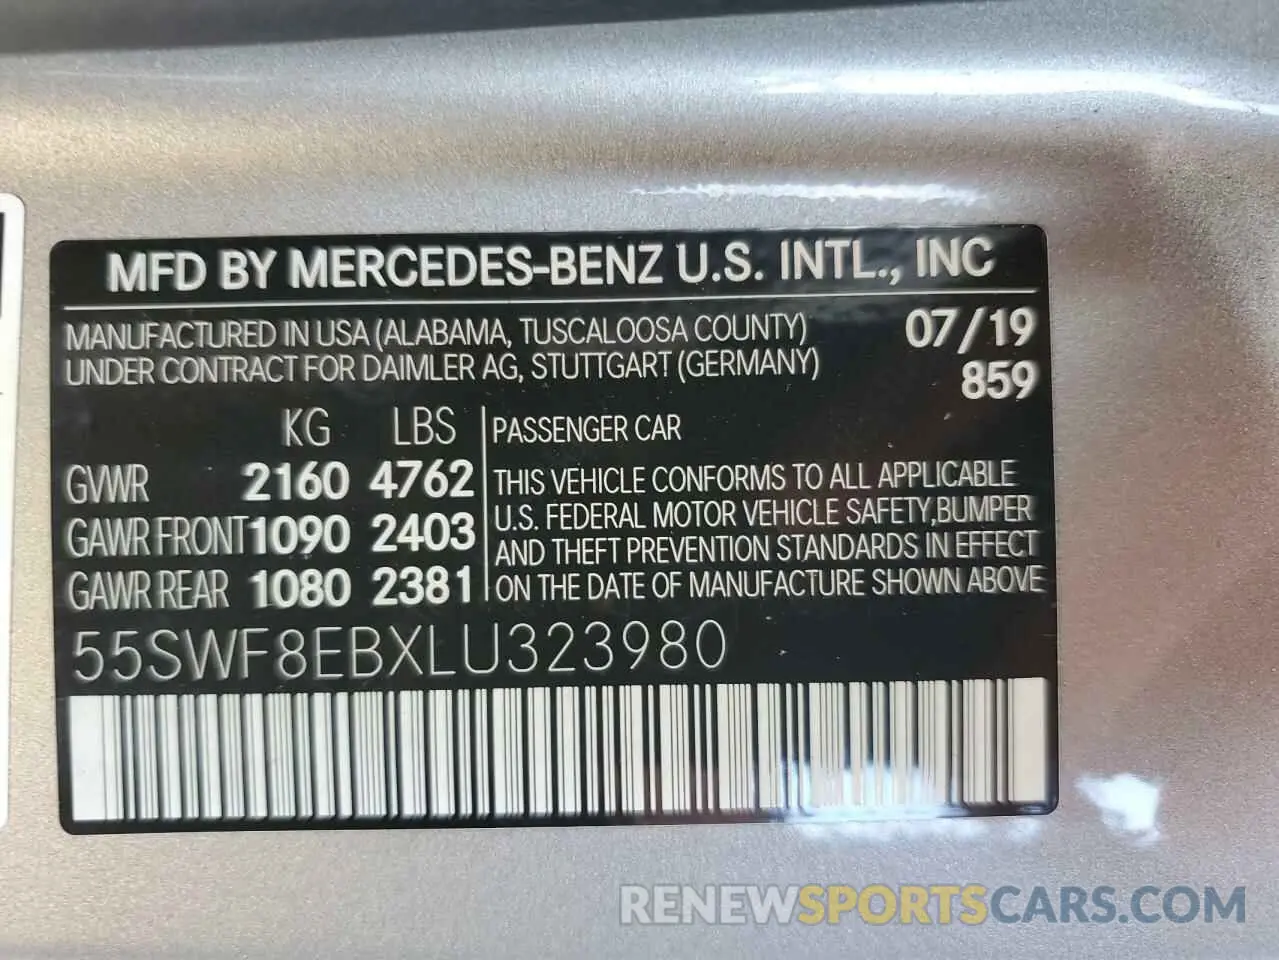 MFD BY MERCEDES-BENZ U.S. INTL., INC
MANUFACTURED IN USA (ALABAMA, TUSCALOOSA COUNTY) 07/19
UNDER CONTRACT FOR DAIMLER AG, STUTTGART (GERMANY) 859
KG LBS PASSENGER CAR
GVWR 2160 4762 THIS VEHICLE CONFORMS TO ALL APPLICABLE
U.S. FEDERAL MOTOR VEHICLE SAFETY,BUMPER
GAWR FRONT 1090 2403 AND THEFT PREVENTION STANDARDS IN EFFECT
GAWR REAR 1080 2381 ON THE DATE OF MANUFACTURE SHOWN ABOVE
55SWF8EBXLU323980
RENEWSPORTSCARS.COM